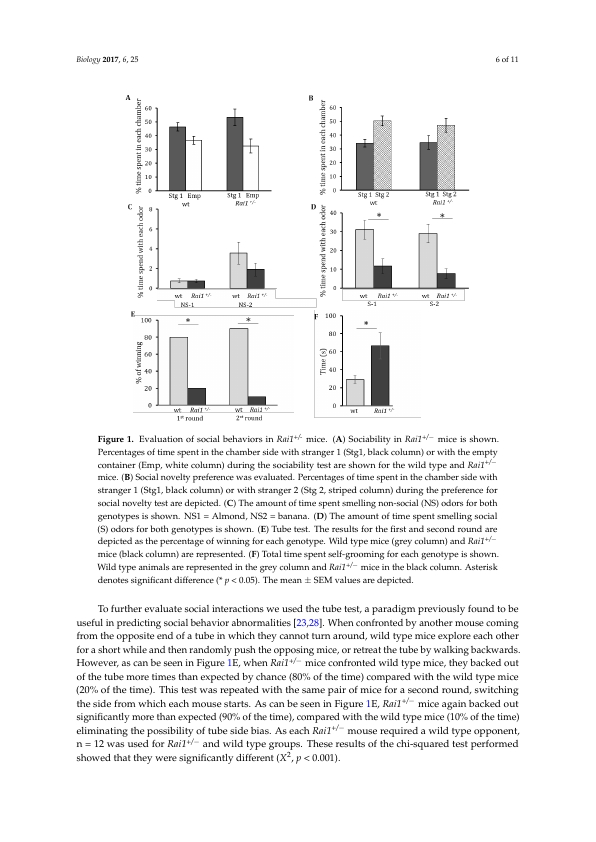 Biology 2017, 6, 25
6 of 11
A
% time spent in each chamber
60
50
40
30
20
10
0
Stg 1 Emp
Stg 1 Emp
wt
Rai1 +/-
B
% time spent in each chamber
60
50
40
30
20
10
0
Stg 1 Stg 2
Stg 1 Stg 2
wt
Rai1 +/-
C
% time spend with each odor
8
6
4
2
0
wt Rai1 +/-
wt Rai1 +/-
NS-1
NS-2
D
% time spend with each odor
40
30
20
10
0
*
*
wt Rai1 +/-
wt Rai1 +/-
S-1
S-2
E
% of winning
100
80
60
40
20
0
*
*
wt Rai1 +/-
wt Rai1 +/-
1st round
2st round
F
Time (s)
100
80
60
40
20
0
*
wt Rai1 +/-
Figure 1. Evaluation of social behaviors in Rai1+/- mice. (A) Sociability in Rai1+/− mice is shown.
Percentages of time spent in the chamber side with stranger 1 (Stg1, black column) or with the empty
container (Emp, white column) during the sociability test are shown for the wild type and Rai1+/−
mice. (B) Social novelty preference was evaluated. Percentages of time spent in the chamber side with
stranger 1 (Stg1, black column) or with stranger 2 (Stg 2, striped column) during the preference for
social novelty test are depicted. (C) The amount of time spent smelling non-social (NS) odors for both
genotypes is shown. NS1 = Almond, NS2 = banana. (D) The amount of time spent smelling social
(S) odors for both genotypes is shown. (E) Tube test. The results for the first and second round are
depicted as the percentage of winning for each genotype. Wild type mice (grey column) and Rai1+/−
mice (black column) are represented. (F) Total time spent self-grooming for each genotype is shown.
Wild type animals are represented in the grey column and Rai1+/− mice in the black column. Asterisk
denotes significant difference (* p < 0.05). The mean ± SEM values are depicted.
To further evaluate social interactions we used the tube test, a paradigm previously found to be
useful in predicting social behavior abnormalities [23,28]. When confronted by another mouse coming
from the opposite end of a tube in which they cannot turn around, wild type mice explore each other
for a short while and then randomly push the opposing mice, or retreat the tube by walking backwards.
However, as can be seen in Figure 1E, when Rai1+/− mice confronted wild type mice, they backed out
of the tube more times than expected by chance (80% of the time) compared with the wild type mice
(20% of the time). This test was repeated with the same pair of mice for a second round, switching
the side from which each mouse starts. As can be seen in Figure 1E, Rai1+/− mice again backed out
significantly more than expected (90% of the time), compared with the wild type mice (10% of the time)
eliminating the possibility of tube side bias. As each Rai1+/− mouse required a wild type opponent,
n = 12 was used for Rai1+/− and wild type groups. These results of the chi-squared test performed
showed that they were significantly different (X2, p < 0.001).